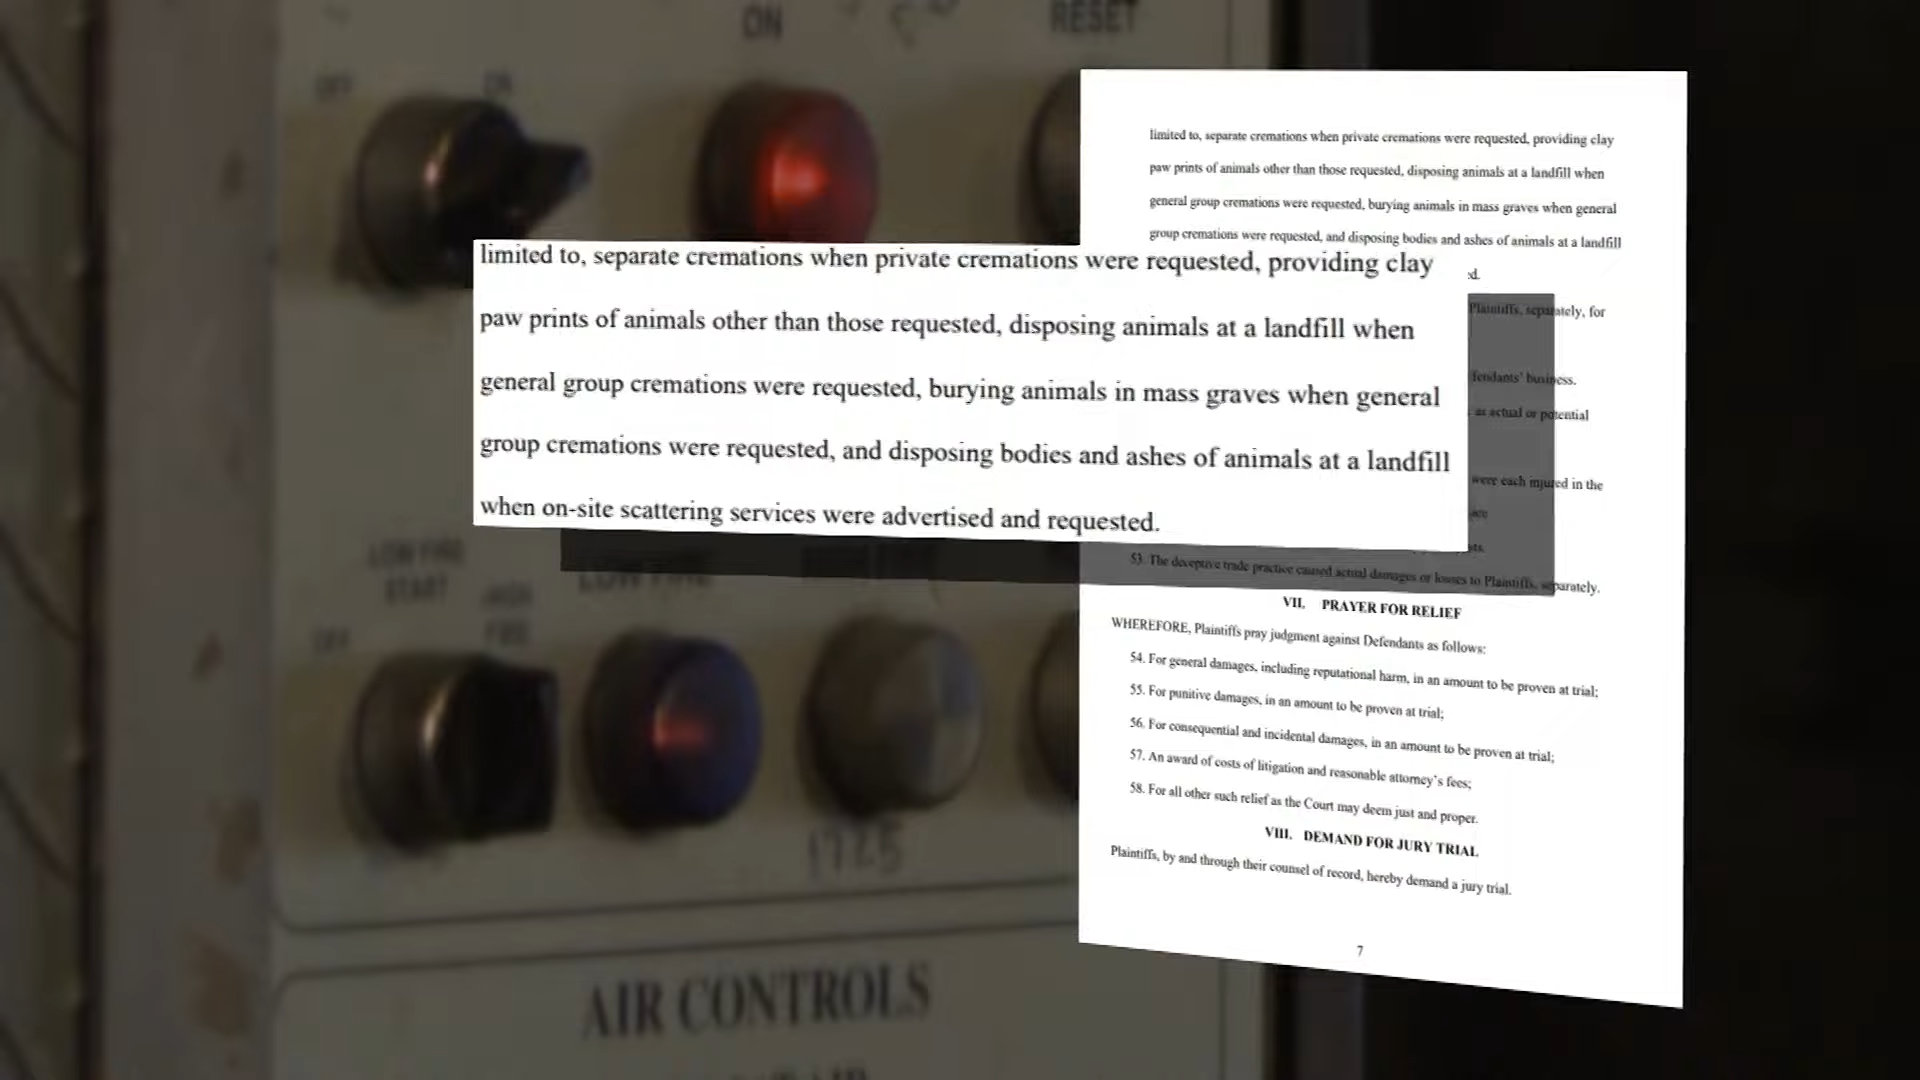 ON
RESET
OFF
ON
limited to, separate cremations when private cremations were requested, providing clay
paw prints of animals other than those requested, disposing animals at a landfill when
general group cremations were requested, burying animals in mass graves when general
group cremations were requested, and disposing bodies and ashes of animals at a landfill
limited to, separate cremations when private cremations were requested, providing clay
paw prints of animals other than those requested, disposing animals at a landfill when
general group cremations were requested, burying animals in mass graves when general
group cremations were requested, and disposing bodies and ashes of animals at a landfill
when on-site scattering services were advertised and requested.
Plaintiffs, separately, for
business.
as actual or potential
were each injured in the
53. The deceptive trade practice caused actual damages or losses to Plaintiffs, separately.
VII. PRAYER FOR RELIEF
WHEREFORE, Plaintiffs pray judgment against Defendants as follows:
54. For general damages, including reputational harm, in an amount to be proven at trial;
55. For punitive damages, in an amount to be proven at trial;
56. For consequential and incidental damages, in an amount to be proven at trial;
57. An award of costs of litigation and reasonable attorney's fees;
58. For all other such relief as the Court may deem just and proper.
VIII. DEMAND FOR JURY TRIAL
Plaintiffs, by and through their counsel of record, hereby demand a jury trial.
7
LOW FIRE
START
LOW FIRE
HIGH
FIRE
OFF
1725
AIR CONTROLS